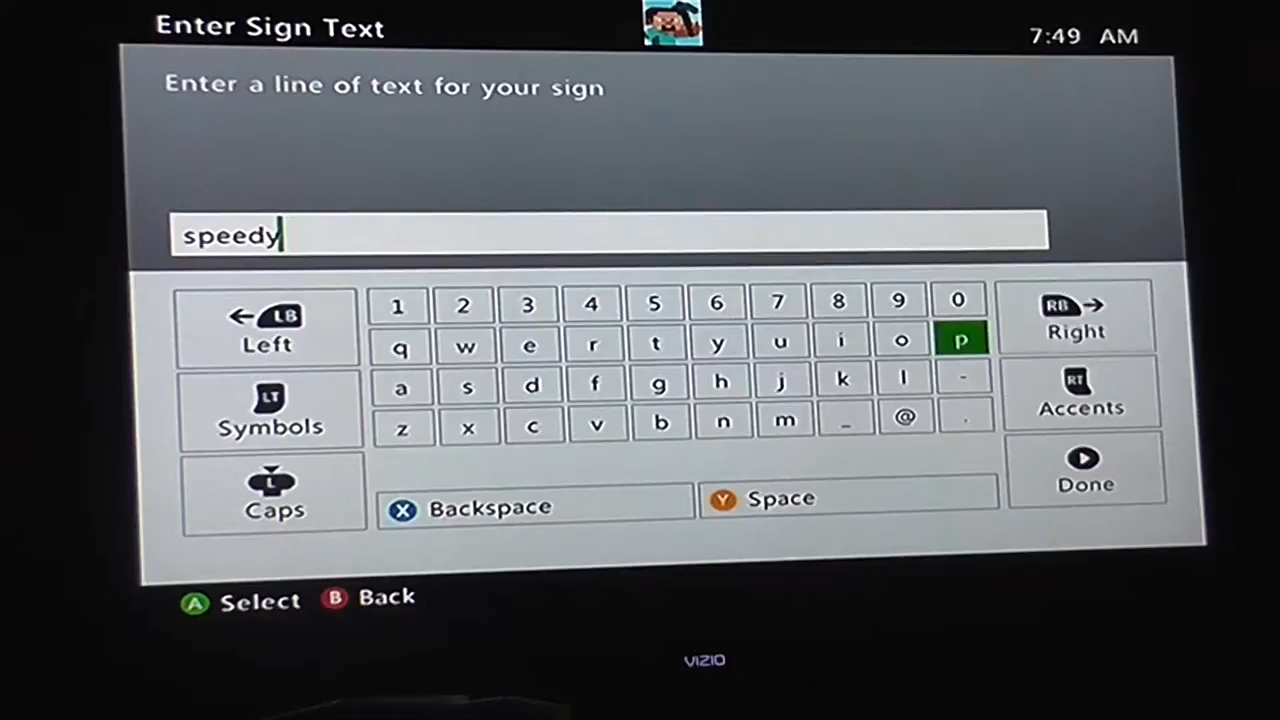 Enter Sign Text
7:49 AM
Enter a line of text for your sign
speedy
LB
Left
1 2 3 4 5 6 7 8 9 0
RB
Right
q w e r t y u i o p
LT
Symbols
a s d f g h j k l -
RT
Accents
z x c v b n m _ @ .
L
Caps
X Backspace
Y Space
Done
A Select B Back
VIZIO